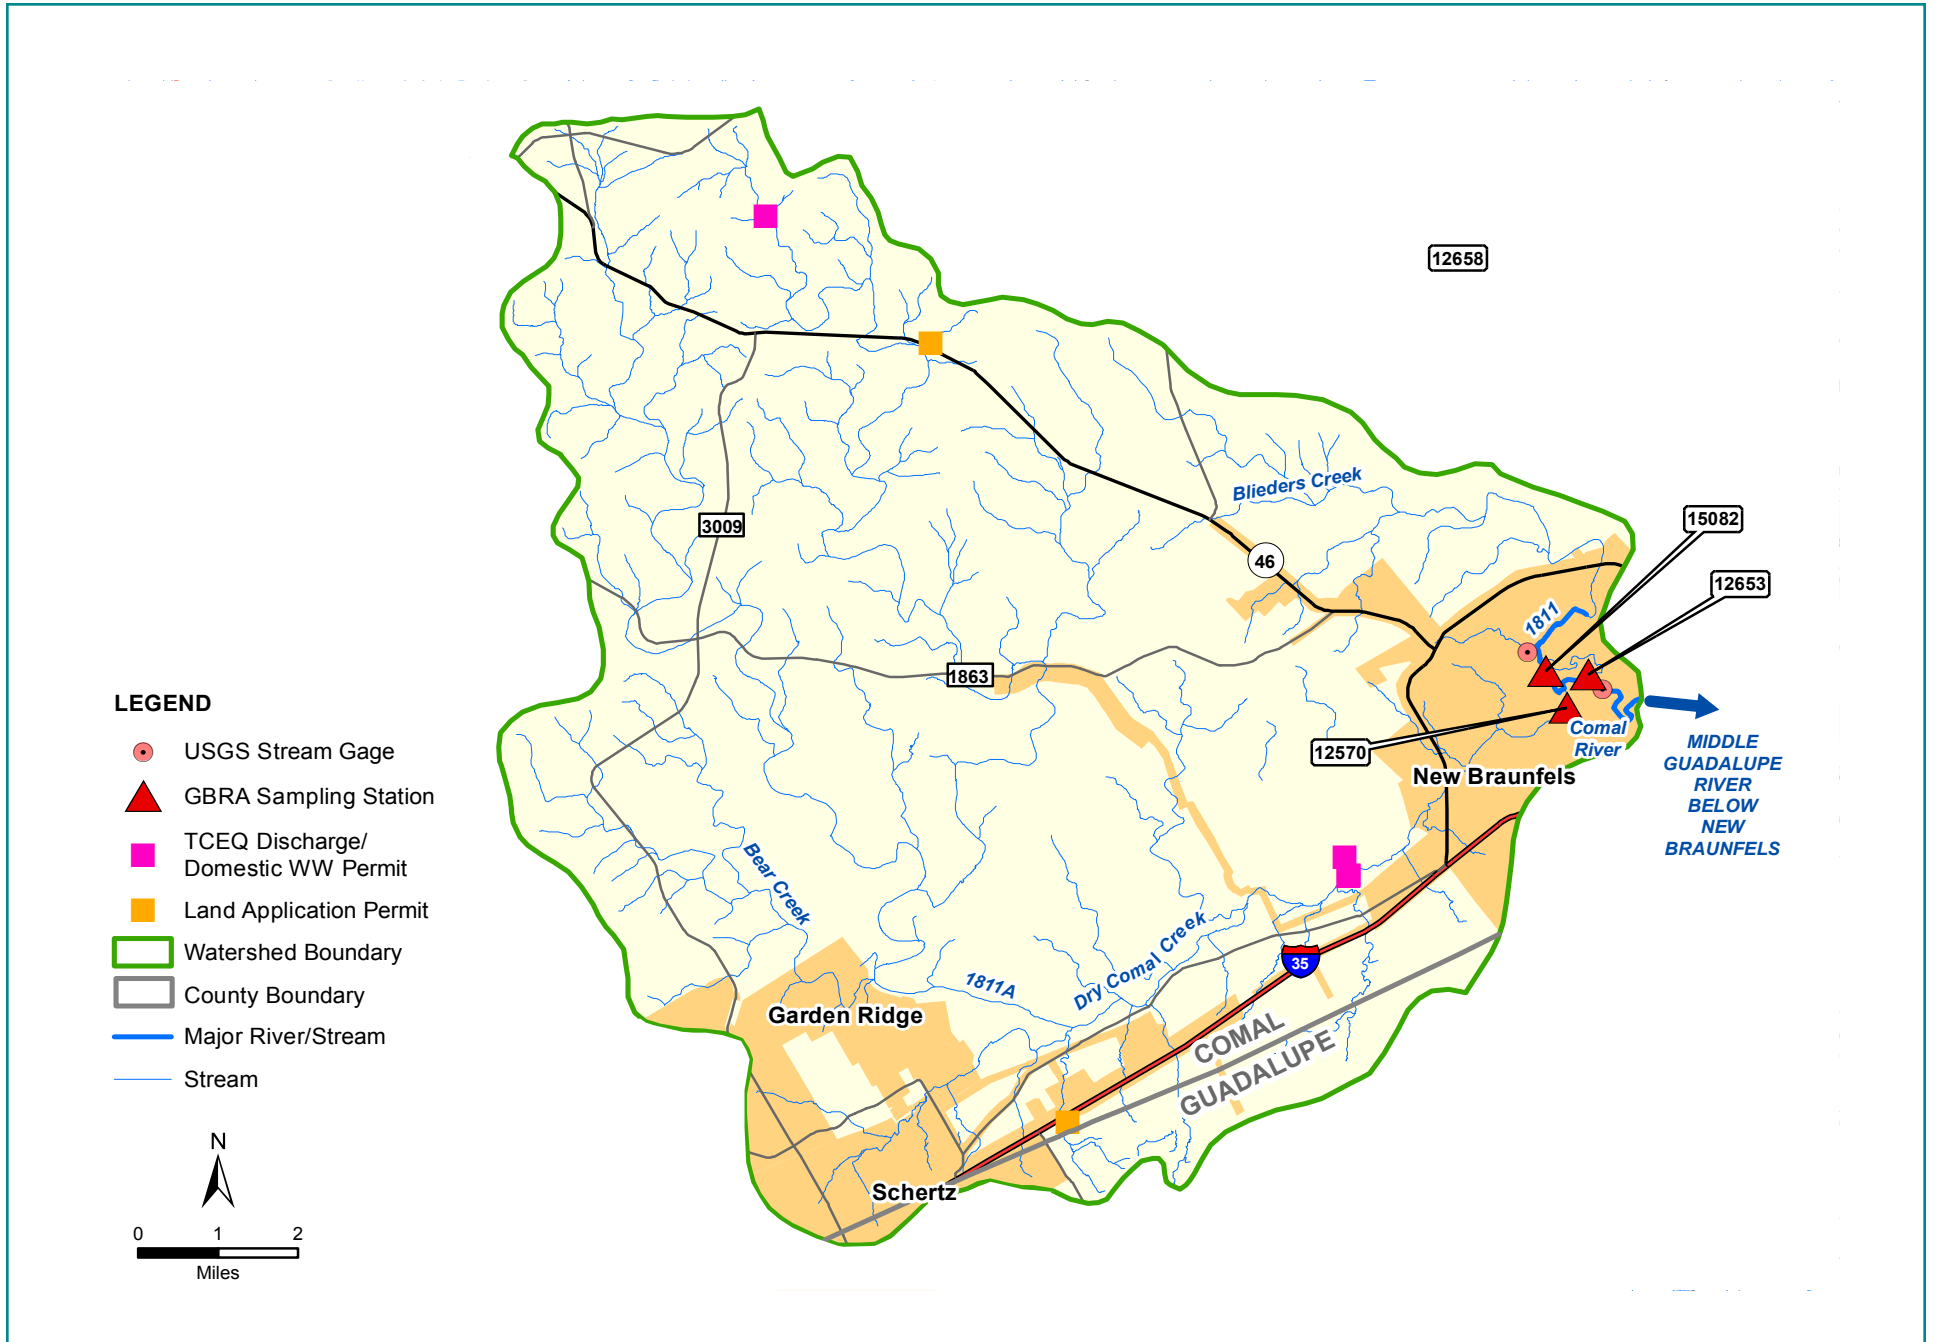 12658
Blieders Creek
15082
3009
46
12653
1811
1863
LEGEND
USGS Stream Gage
GBRA Sampling Station
TCEQ Discharge/
Domestic WW Permit
Land Application Permit
Watershed Boundary
County Boundary
Major River/Stream
Stream
N
0 1 2
Miles
12570
Comal
River
New Braunfels
MIDDLE
GUADALUPE
RIVER
BELOW
NEW
BRAUNFELS
Bear Creek
Dry Comal Creek
35
1811A
Garden Ridge
COMAL
GUADALUPE
Schertz